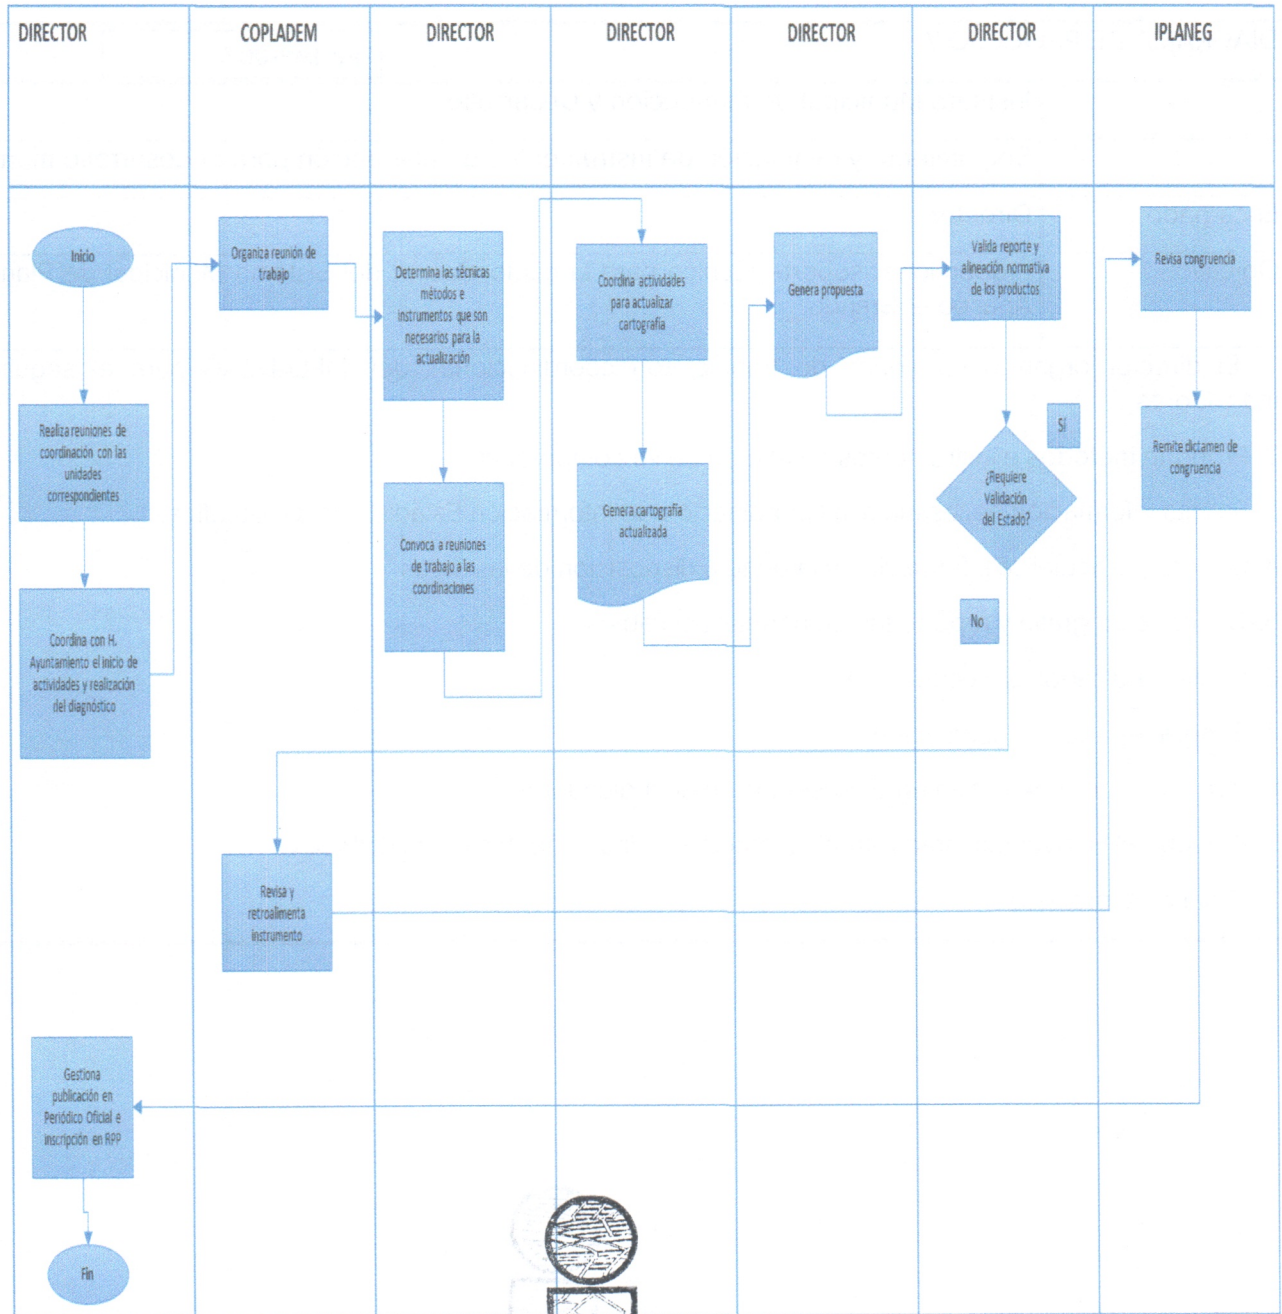 DIRECTOR
COPLADEM
DIRECTOR
DIRECTOR
DIRECTOR
DIRECTOR
IPLANEG
Inicio
Realiza reuniones de
coordinación con las
unidades
correspondientes
Coordina con H.
Ayuntamiento el inicio de
actividades y realización
del diagnóstico
Organiza reunión de
trabajo
Determina las técnicas
métodos e
instrumentos que son
necesarios para la
actualización
Convoca a reuniones
de trabajo a las
coordinaciones
Coordina actividades
para actualizar
cartografía
Genera cartografía
actualizada
Genera propuesta
Valida reporte y
alineación normativa
de los productos
¿Requiere
Validación
del Estado?
Sí
No
Revisa congruencia
Remite dictamen de
congruencia
Revisa y
retroalimenta
instrumento
Gestiona
publicación en
Periódico Oficial e
inscripción en RPP
Fin